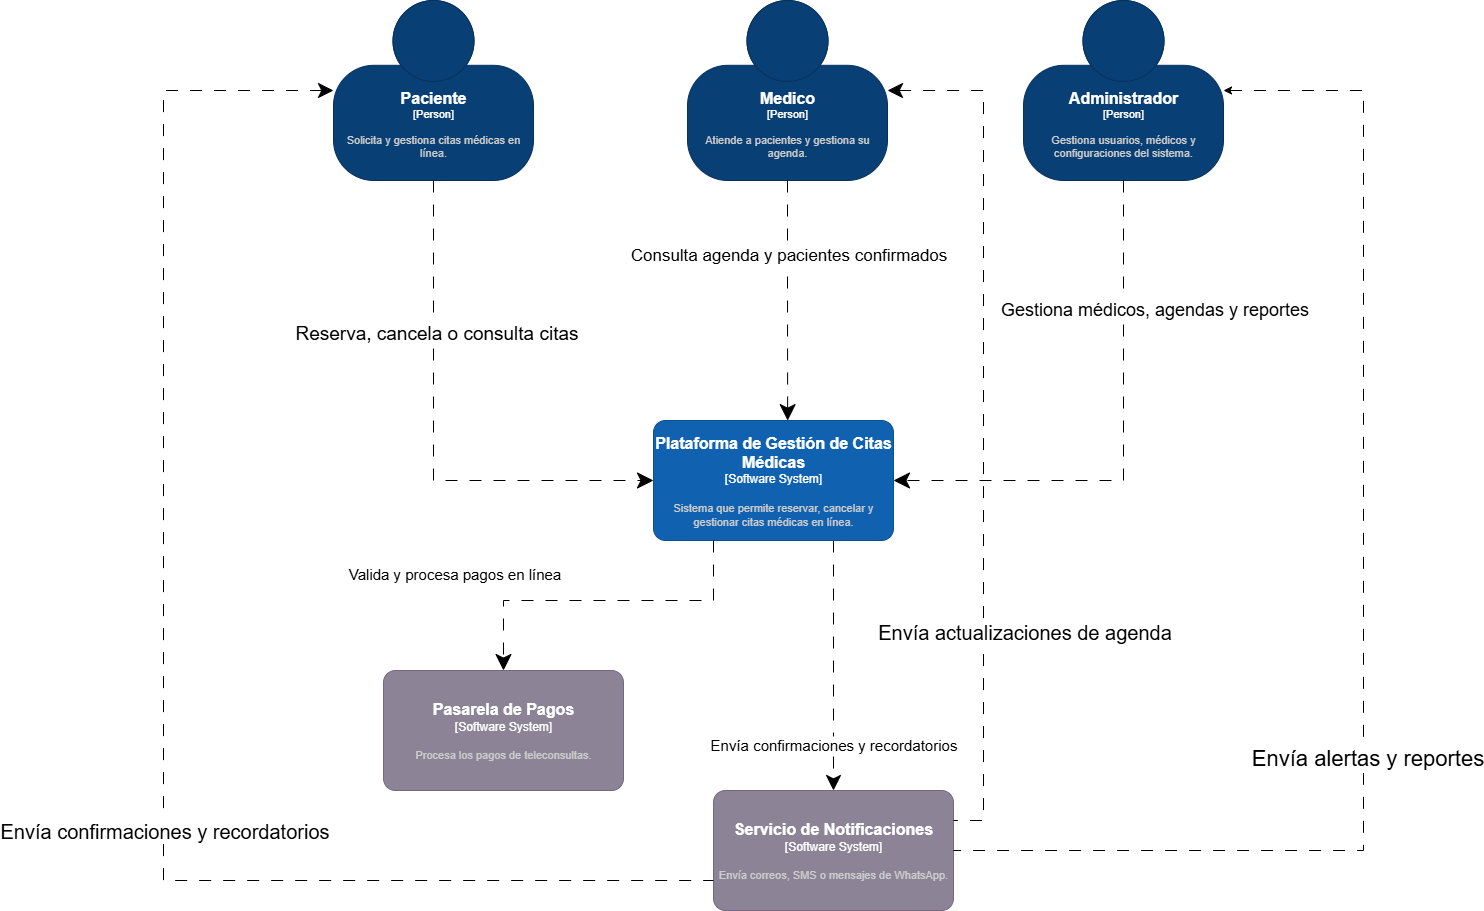 Paciente
[Person]
Solicita y gestiona citas médicas en
línea.
Medico
[Person]
Atiende a pacientes y gestiona su
agenda.
Administrador
[Person]
Gestiona usuarios, médicos y
configuraciones del sistema.
Consulta agenda y pacientes confirmados
Gestiona médicos, agendas y reportes
Reserva, cancela o consulta citas
Plataforma de Gestión de Citas
Médicas
[Software System]
Sistema que permite reservar, cancelar y
gestionar citas médicas en línea.
Valida y procesa pagos en línea
Envía actualizaciones de agenda
Pasarela de Pagos
[Software System]
Procesa los pagos de teleconsultas.
Envía confirmaciones y recordatorios
Envía alertas y reportes
Envía confirmaciones y recordatorios
Servicio de Notificaciones
[Software System]
Envía correos, SMS o mensajes de WhatsApp.